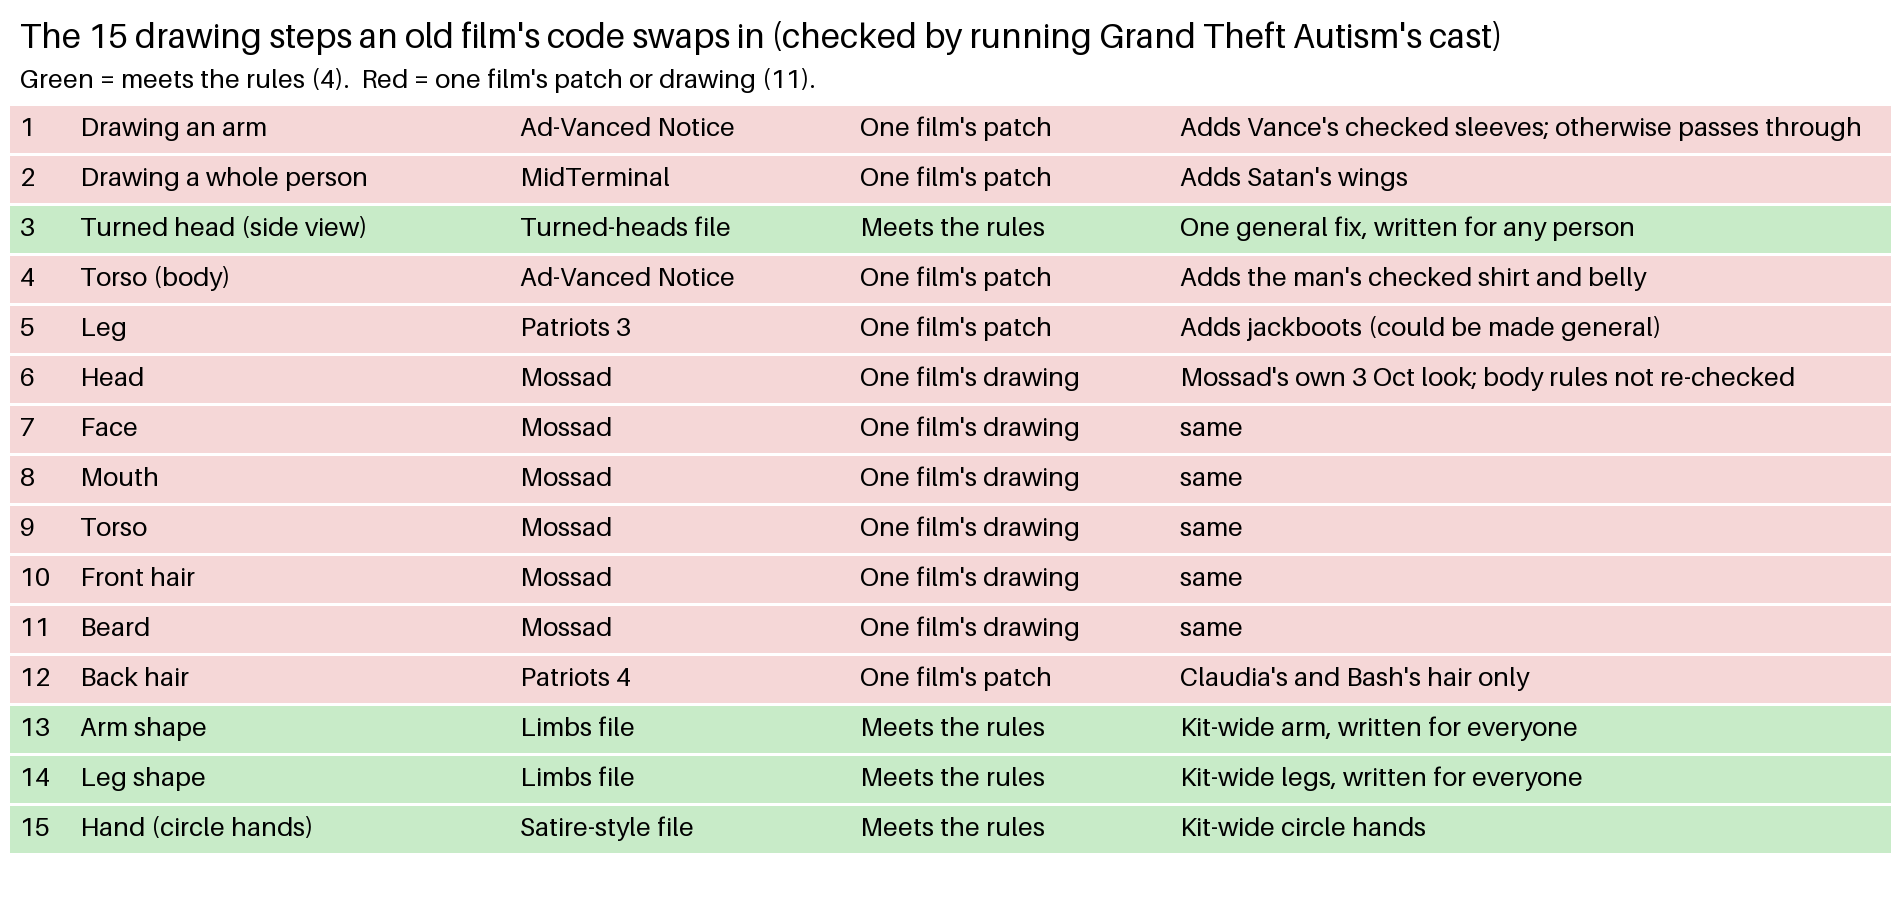 The 15 drawing steps an old film's code swaps in (checked by running Grand Theft Autism's cast)
Green = meets the rules (4).  Red = one film's patch or drawing (11).
1 Drawing an arm Ad-Vanced Notice One film's patch Adds Vance's checked sleeves; otherwise passes through
2 Drawing a whole person MidTerminal One film's patch Adds Satan's wings
3 Turned head (side view) Turned-heads file Meets the rules One general fix, written for any person
4 Torso (body) Ad-Vanced Notice One film's patch Adds the man's checked shirt and belly
5 Leg Patriots 3 One film's patch Adds jackboots (could be made general)
6 Head Mossad One film's drawing Mossad's own 3 Oct look; body rules not re-checked
7 Face Mossad One film's drawing same
8 Mouth Mossad One film's drawing same
9 Torso Mossad One film's drawing same
10 Front hair Mossad One film's drawing same
11 Beard Mossad One film's drawing same
12 Back hair Patriots 4 One film's patch Claudia's and Bash's hair only
13 Arm shape Limbs file Meets the rules Kit-wide arm, written for everyone
14 Leg shape Limbs file Meets the rules Kit-wide legs, written for everyone
15 Hand (circle hands) Satire-style file Meets the rules Kit-wide circle hands